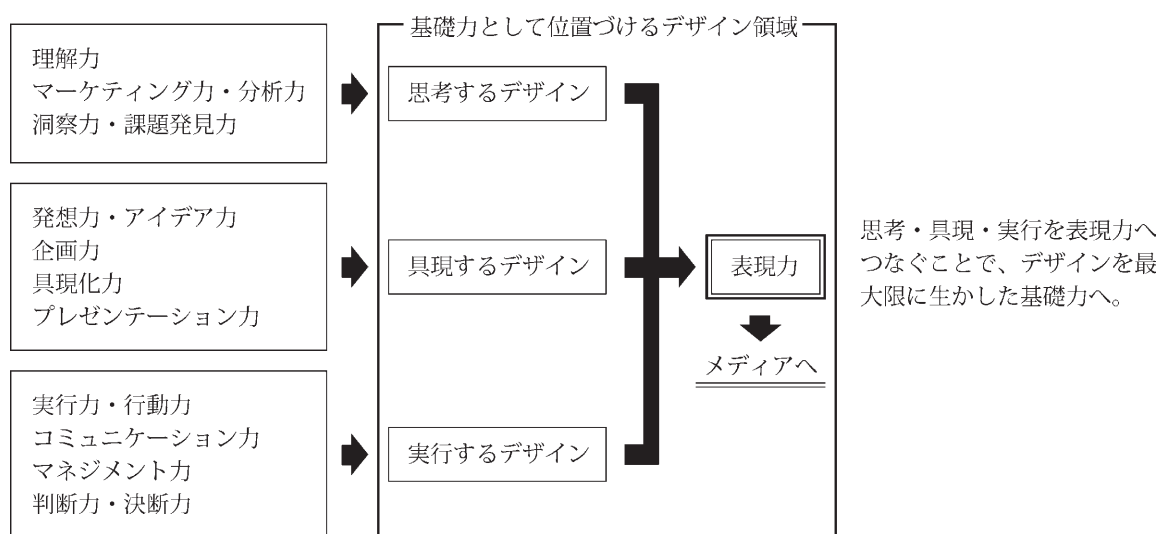 基礎力として位置づけるデザイン領域
理解力
マーケティング力・分析力
洞察力・課題発見力
思考するデザイン
発想力・アイデア力
企画力
具現化力
プレゼンテーション力
具現するデザイン
実行力・行動力
コミュニケーション力
マネジメント力
判断力・決断力
実行するデザイン
表現力
メディアへ
思考・具現・実行を表現力へ
つなぐことで、デザインを最
大限に生かした基礎力へ。